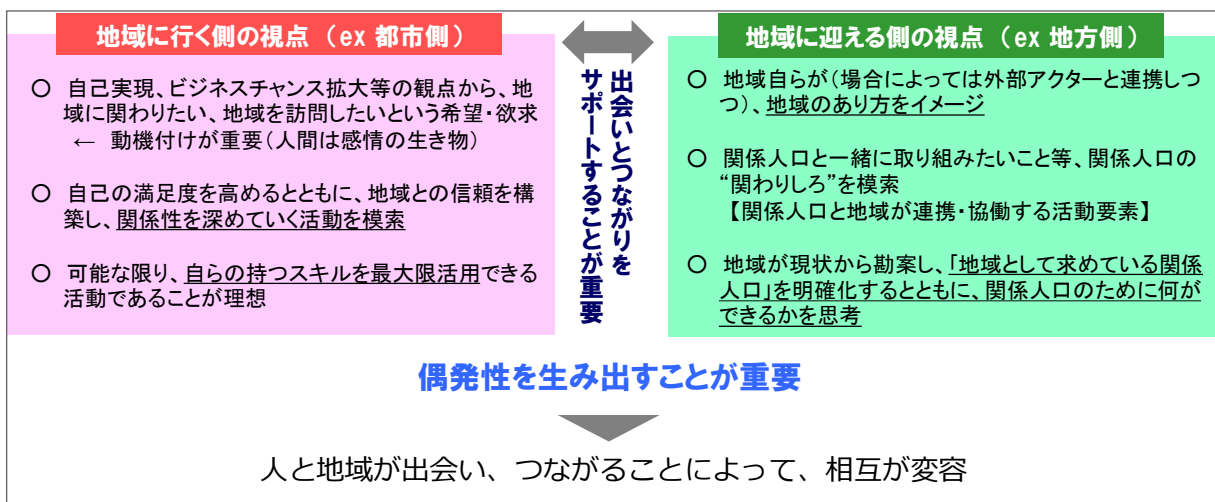 地域に行く側の視点 （ex 都市側）
○ 自己実現、ビジネスチャンス拡大等の観点から、地
域に関わりたい、地域を訪問したいという希望・欲求
← 動機付けが重要（人間は感情の生き物）
○ 自己の満足度を高めるとともに、地域との信頼を構
築し、関係性を深めていく活動を模索
○ 可能な限り、自らの持つスキルを最大限活用できる
活動であることが理想
出会いとつながりを
サポートすることが重要
地域に迎える側の視点 （ex 地方側）
○ 地域自らが（場合によっては外部アクターと連携しつ
つ）、地域のあり方をイメージ
○ 関係人口と一緒に取り組みたいこと等、関係人口の
“関わりしろ”を模索
【関係人口と地域が連携・協働する活動要素】
○ 地域が現状から勘案し、「地域として求めている関係
人口」を明確化するとともに、関係人口のために何が
できるかを思考
偶発性を生み出すことが重要
人と地域が出会い、つながることによって、相互が変容